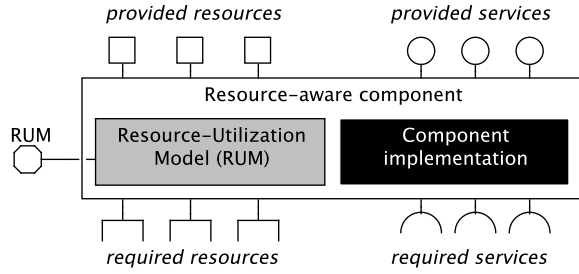 provided resources
provided services
Resource-aware component
RUM
Resource-Utilization
Model (RUM)
Component
implementation
required resources
required services